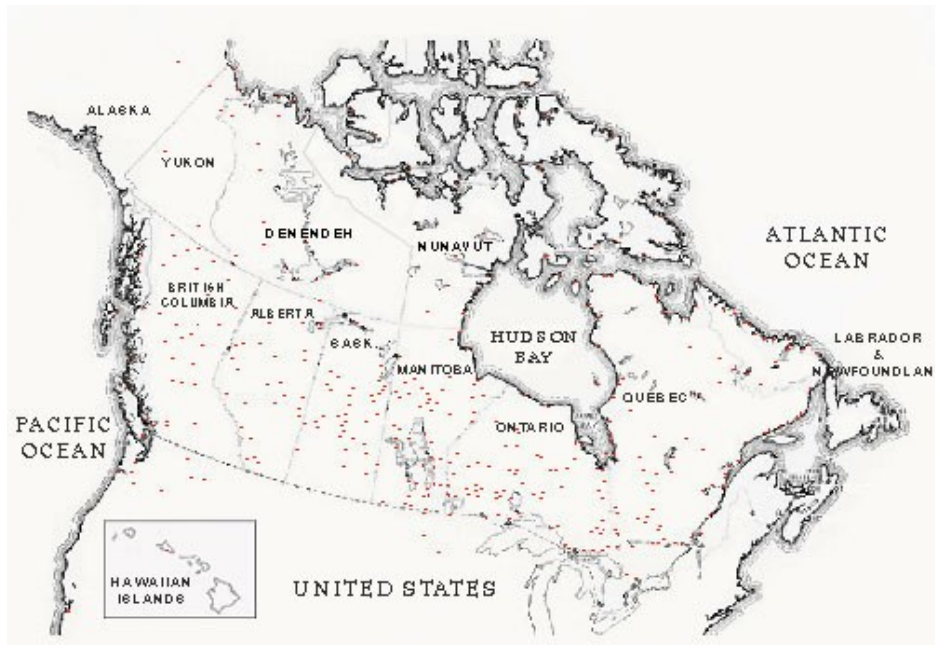 ALASKA
YUKON
DENENDEH
NUNAVUT
ATLANTIC
OCEAN
BRITISH
COLUMBIA
ALBERTA
SASK.
MANITOBA
HUDSON
BAY
LABRADOR
&
NEWFOUNDLAN
QUÉBEC
ONTARIO
PACIFIC
OCEAN
HAWAIIAN
ISLANDS
UNITED STATES